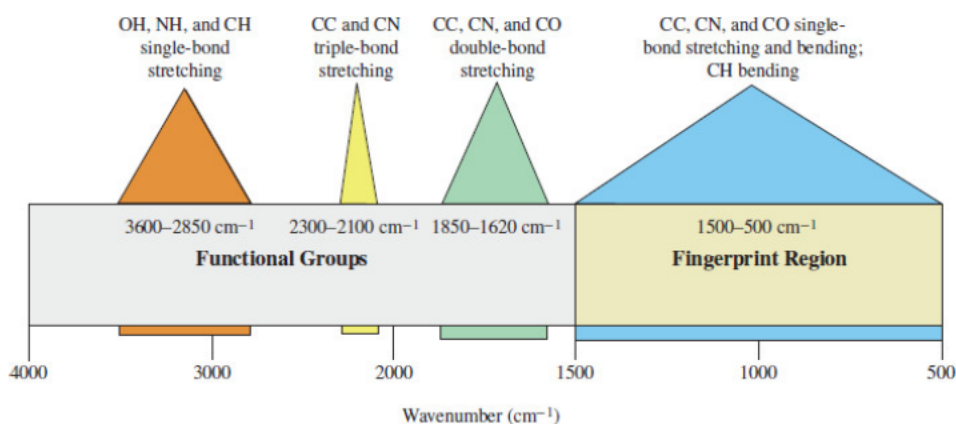 OH, NH, and CH
single-bond
stretching
CC and CN
triple-bond
stretching
CC, CN, and CO
double-bond
stretching
CC, CN, and CO single-
bond stretching and bending;
CH bending
3600–2850 cm⁻¹
2300–2100 cm⁻¹
1850–1620 cm⁻¹
1500–500 cm⁻¹
Functional Groups
Fingerprint Region
4000
3000
2000
1500
1000
500
Wavenumber (cm⁻¹)